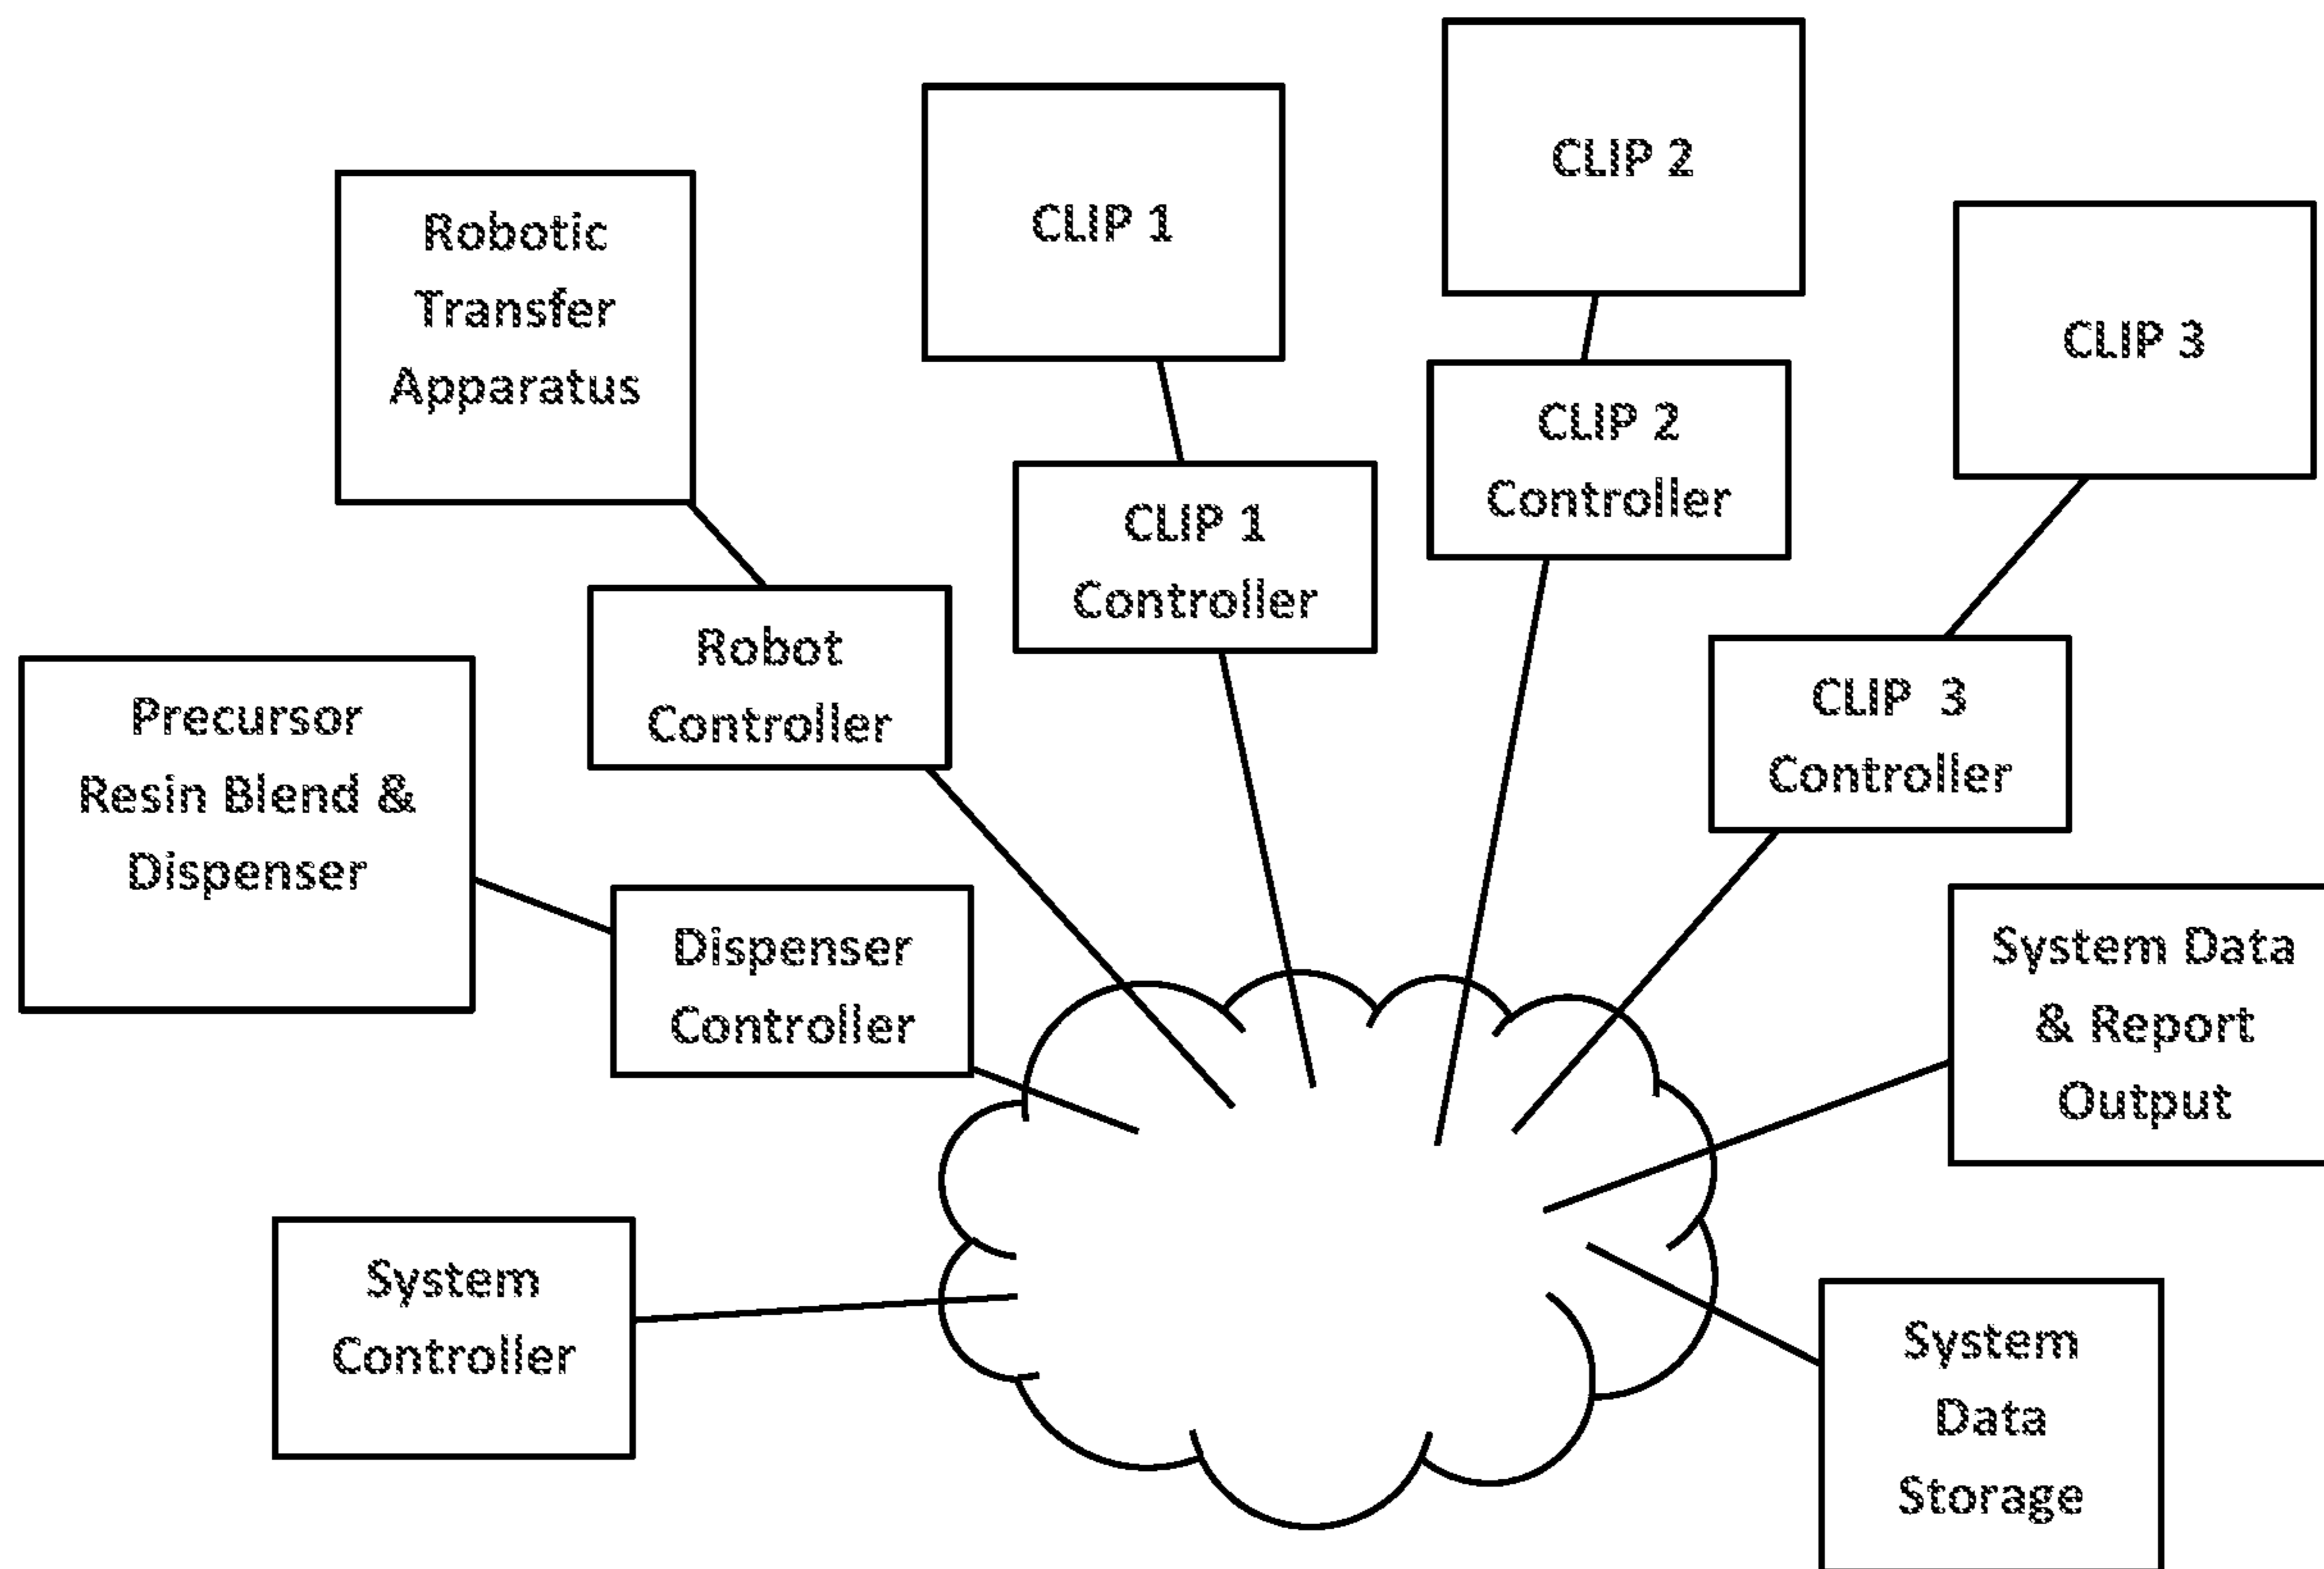 CLIP 2
CLIP 1
Robotic
Transfer
Apparatus
CLIP 3
CLIP 2
Controller
CLIP 1
Controller
Robot
Controller
CLIP 3
Controller
Precursor
Resin Blend &
Dispenser
Dispenser
Controller
System Data
& Report
Output
System
Controller
System
Data
Storage